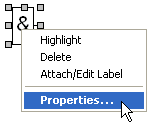 &
Highlight
Delete
Attach/Edit Label
Properties...